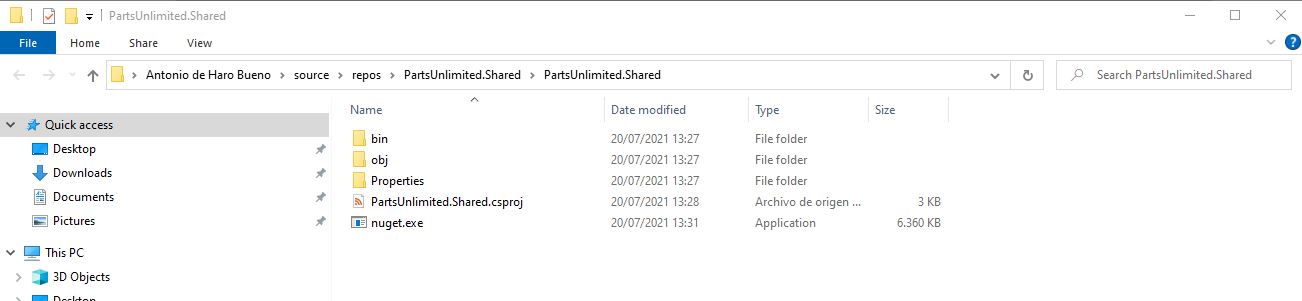 PartsUnlimited.Shared
File Home Share View
Antonio de Haro Bueno source repos PartsUnlimited.Shared PartsUnlimited.Shared Search PartsUnlimited.Shared
Name Date modified Type Size
Quick access
bin 20/07/2021 13:27 File folder
Desktop
obj 20/07/2021 13:27 File folder
Downloads
Properties 20/07/2021 13:27 File folder
Documents
PartsUnlimited.Shared.csproj 20/07/2021 13:28 Archivo de origen ... 3 KB
Pictures
nuget.exe 20/07/2021 13:31 Application 6.360 KB
This PC
3D Objects
Desktop